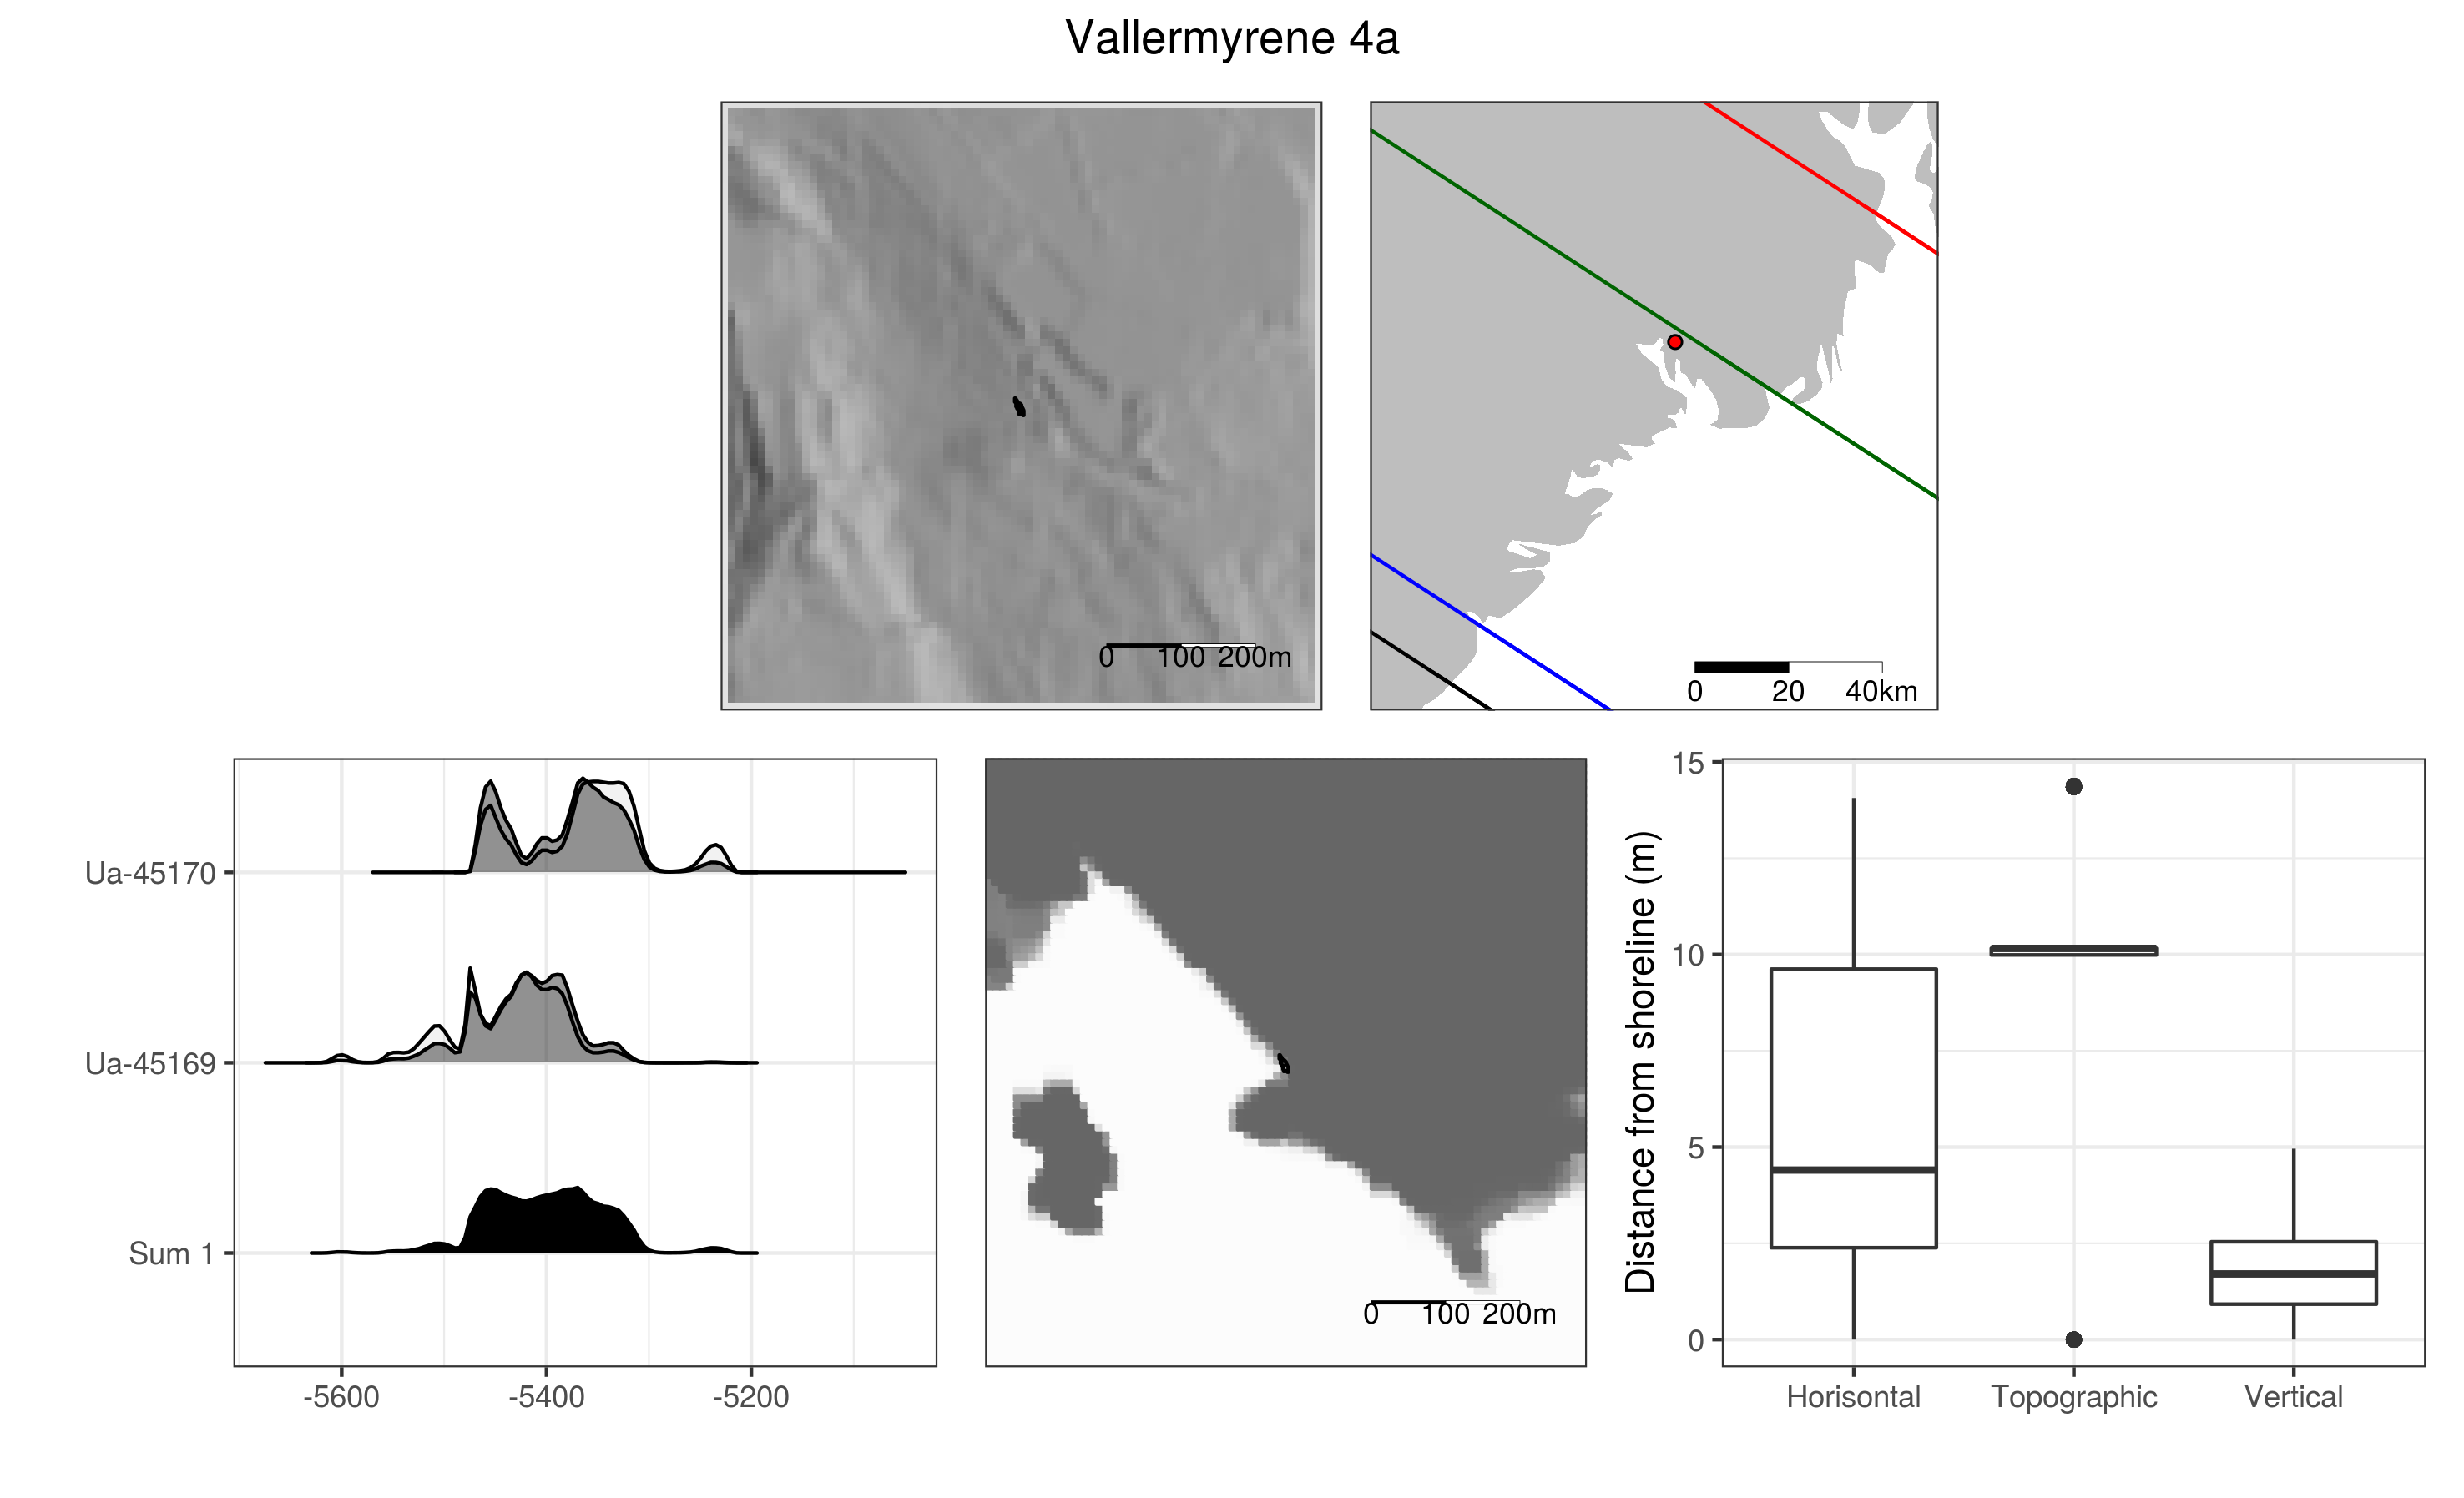 Vallermyrene 4a
0 100 200m
0 20 40km
Ua-45170
Ua-45169
Sum 1
-5600 -5400 -5200
0 100 200m
Distance from shoreline (m)
15
10
5
0
Horisontal Topographic Vertical